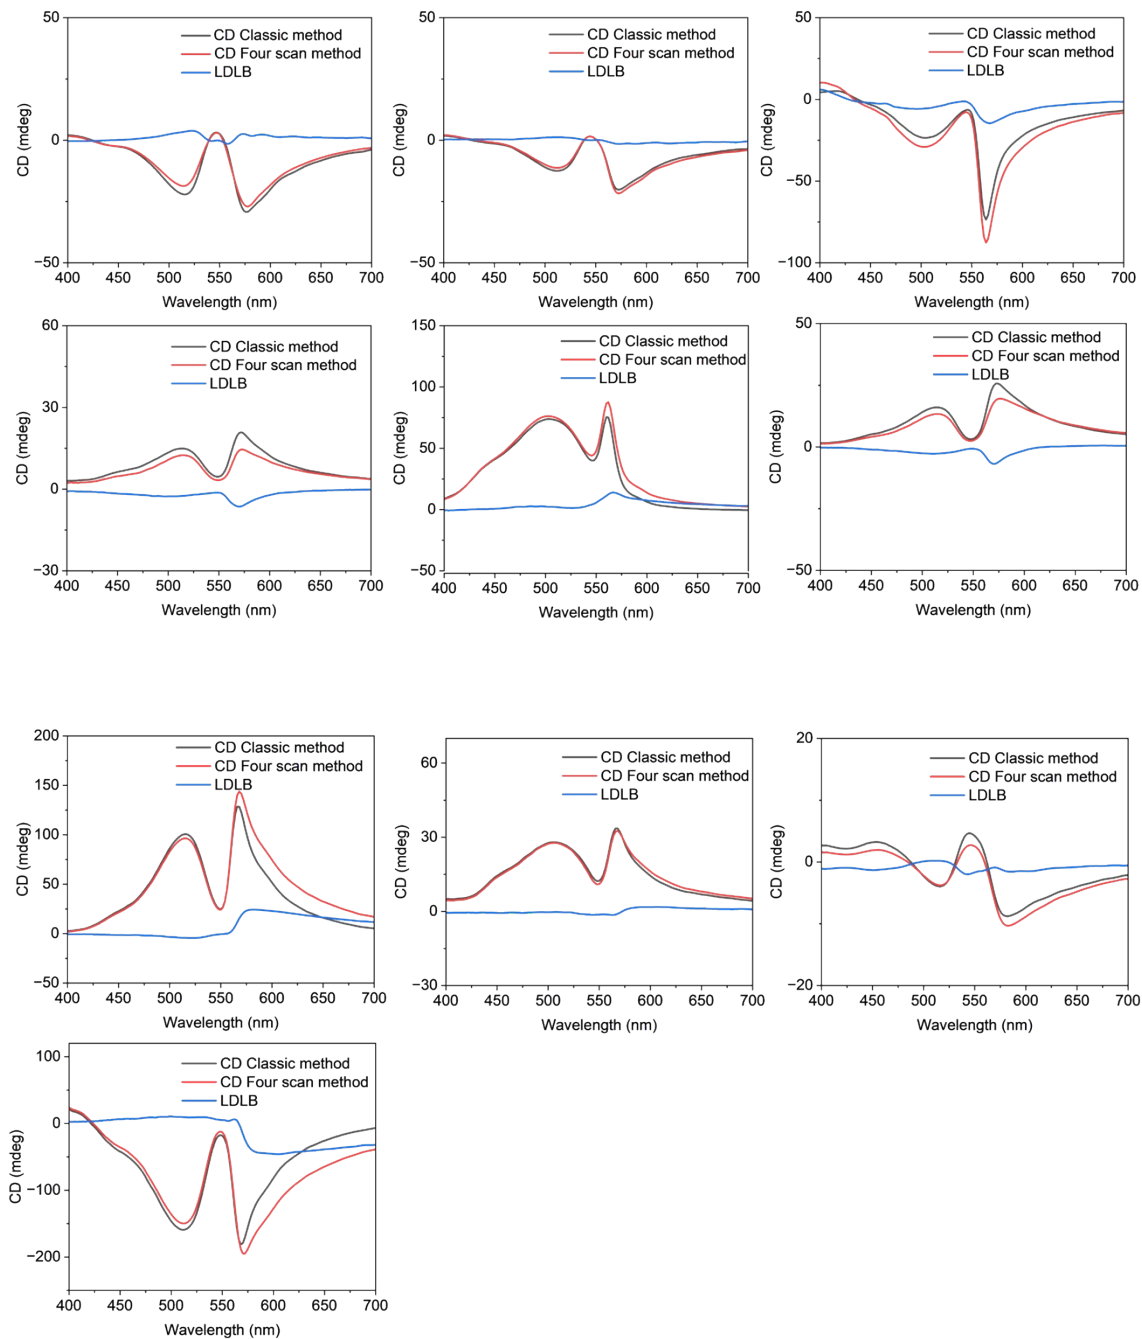 50
0
−50
CD (mdeg)
CD Classic method
CD Four scan method
LDLB
400 450 500 550 600 650 700
Wavelength (nm)
50
0
−50
CD (mdeg)
CD Classic method
CD Four scan method
LDLB
400 450 500 550 600 650 700
Wavelength (nm)
50
0
−50
−100
CD (mdeg)
CD Classic method
CD Four scan method
LDLB
400 450 500 550 600 650 700
Wavelength (nm)
60
30
0
−30
CD (mdeg)
CD Classic method
CD Four scan method
LDLB
400 450 500 550 600 650 700
Wavelength (nm)
150
100
50
0
−50
CD (mdeg)
CD Classic method
CD Four scan method
LDLB
400 450 500 550 600 650 700
Wavelength (nm)
50
0
−50
CD (mdeg)
CD Classic method
CD Four scan method
LDLB
400 450 500 550 600 650 700
Wavelength (nm)
200
150
100
50
0
−50
CD (mdeg)
CD Classic method
CD Four scan method
LDLB
400 450 500 550 600 650 700
Wavelength (nm)
60
30
0
−30
CD (mdeg)
CD Classic method
CD Four scan method
LDLB
400 450 500 550 600 650 700
Wavelength (nm)
20
0
−20
CD (mdeg)
CD Classic method
CD Four scan method
LDLB
400 450 500 550 600 650 700
Wavelength (nm)
100
0
−100
−200
CD (mdeg)
CD Classic method
CD Four scan method
LDLB
400 450 500 550 600 650 700
Wavelength (nm)